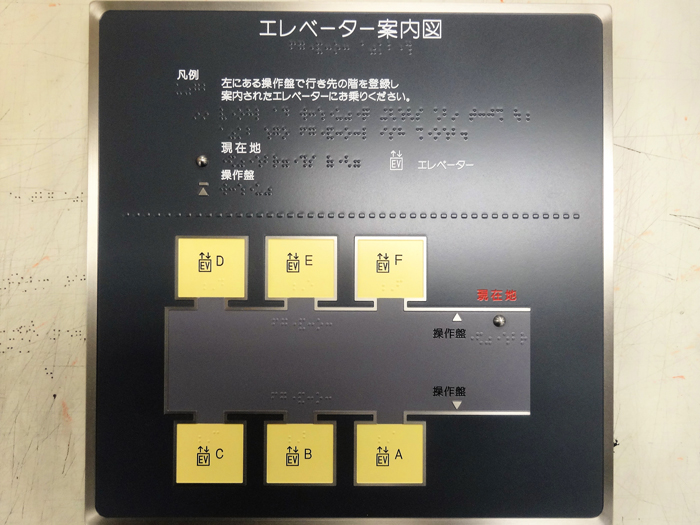 エレベーター案内図
凡例
左にある操作盤で行き先の階を登録し
案内されたエレベーターにお乗りください。
現在地
EV エレベーター
操作盤
EV D
EV E
EV F
現在地
操作盤
操作盤
EV C
EV B
EV A